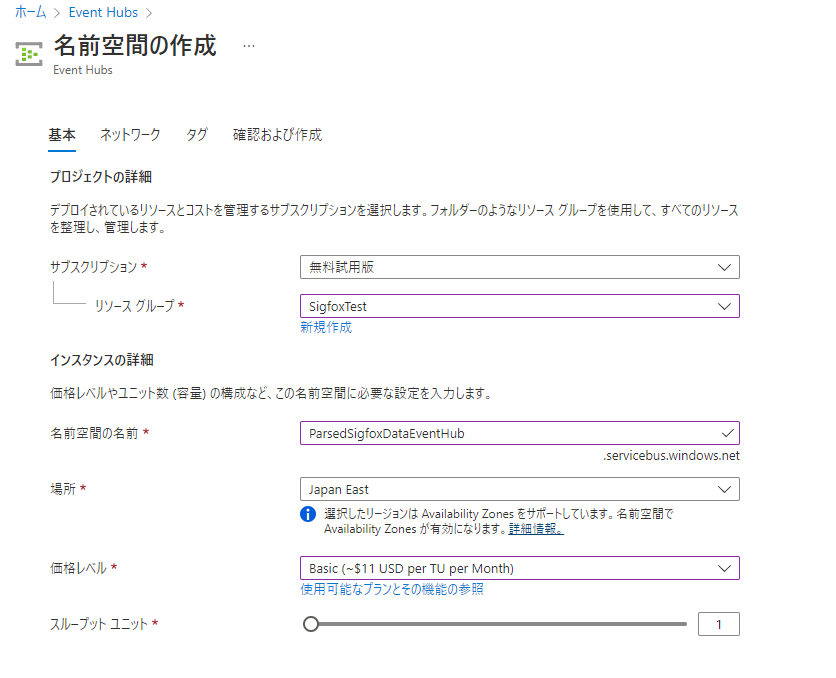 ホーム > Event Hubs >
名前空間の作成 ...
Event Hubs
基本 ネットワーク タグ 確認および作成
プロジェクトの詳細
デプロイされているリソースとコストを管理するサブスクリプションを選択します。フォルダーのようなリソース グループを使用して、すべてのリソース
を整理し、管理します。
サブスクリプション * 無料試用版
リソース グループ * SigfoxTest
新規作成
インスタンスの詳細
価格レベルやユニット数 (容量) の構成など、この名前空間に必要な設定を入力します。
名前空間の名前 * ParsedSigfoxDataEventHub
.servicebus.windows.net
場所 * Japan East
選択したリージョンは Availability Zones をサポートしています。名前空間で
Availability Zones が有効になります。詳細情報。
価格レベル * Basic (~$11 USD per TU per Month)
使用可能なプランとその機能の参照
スループット ユニット * 1